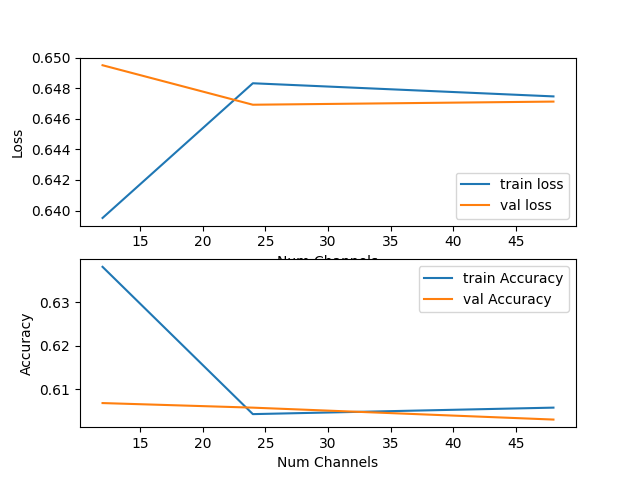 0.650
0.648
0.646
0.644
0.642
0.640
Loss
train loss
val loss
15 20 25 30 35 40 45
Num Channels
0.63
0.62
0.61
Accuracy
train Accuracy
val Accuracy
15 20 25 30 35 40 45
Num Channels